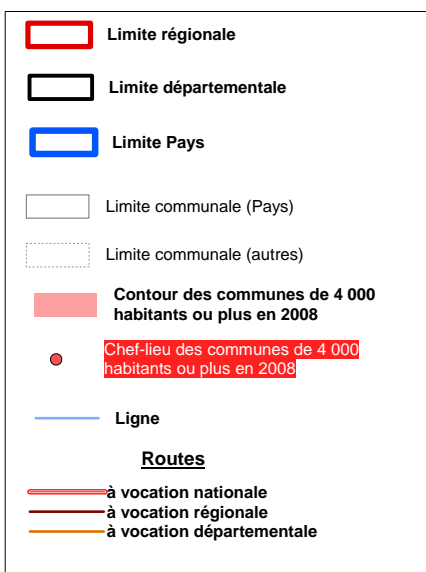 Limite régionale
Limite départementale
Limite Pays
Limite communale (Pays)
Limite communale (autres)
Contour des communes de 4 000
habitants ou plus en 2008
Chef-lieu des communes de 4 000
habitants ou plus en 2008
Ligne
Routes
à vocation nationale
à vocation régionale
à vocation départementale